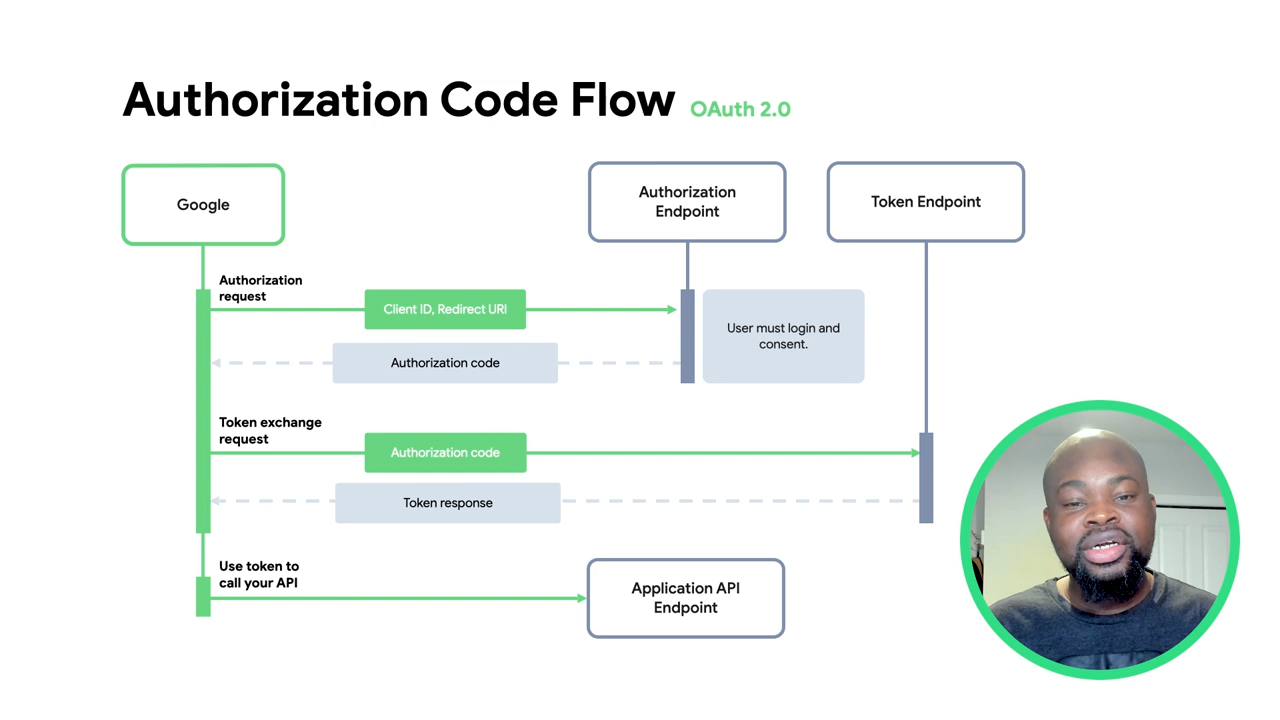 Authorization Code Flow OAuth 2.0
Google
Authorization
Endpoint
Token Endpoint
Authorization
request
Client ID, Redirect URI
User must login and
consent.
Authorization code
Token exchange
request
Authorization code
Token response
Use token to
call your API
Application API
Endpoint